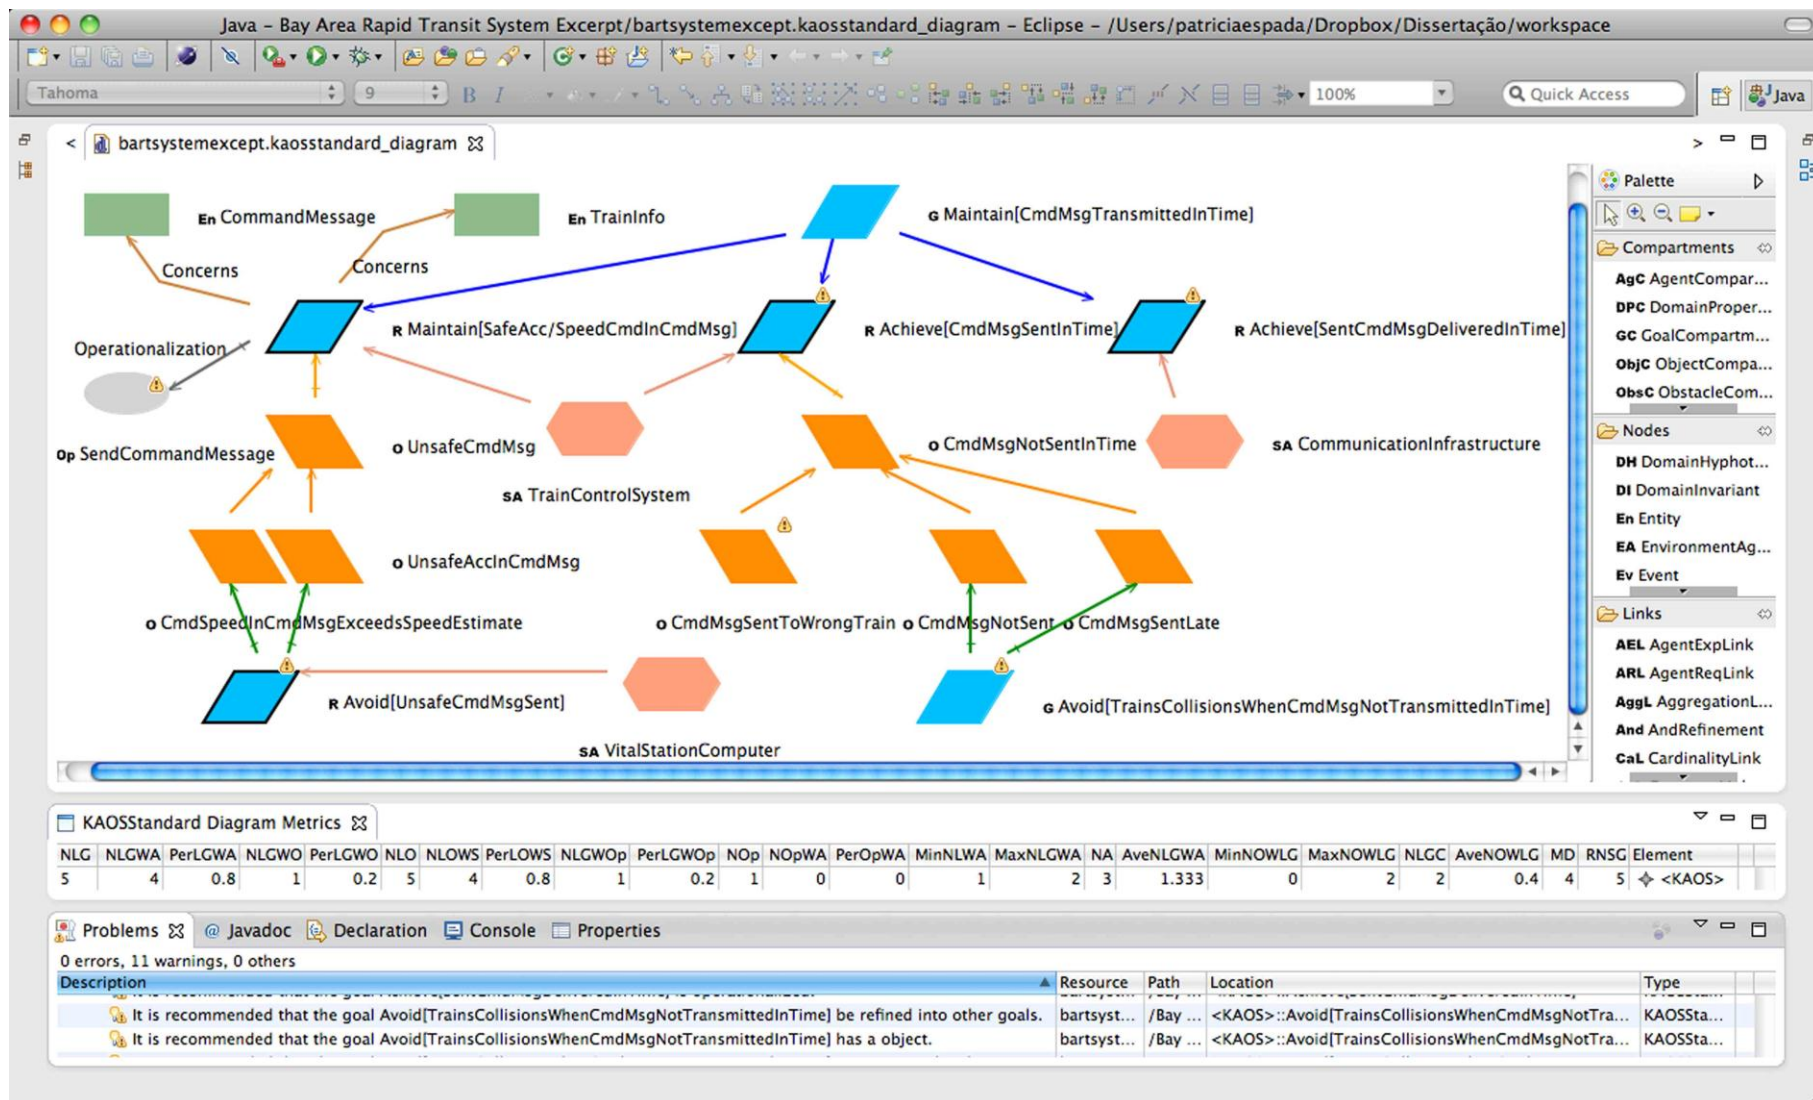 Java – Bay Area Rapid Transit System Excerpt/bartsystemexcept.kaosstandard_diagram – Eclipse – /Users/patriciaespada/Dropbox/Dissertação/workspace
Tahoma 9 B I 100% Quick Access Java
< bartsystemexcept.kaosstandard_diagram >
Palette
En CommandMessage
En TrainInfo
G Maintain[CmdMsgTransmittedInTime]
Concerns
Concerns
R Maintain[SafeAcc/SpeedCmdInCmdMsg]
R Achieve[CmdMsgSentInTime]
R Achieve[SentCmdMsgDeliveredInTime]
Operationalization
Op SendCommandMessage
O UnsafeCmdMsg
O CmdMsgNotSentInTime
SA CommunicationInfrastructure
SA TrainControlSystem
O UnsafeAccInCmdMsg
O CmdSpeedInCmdMsgExceedsSpeedEstimate
O CmdMsgSentToWrongTrain
O CmdMsgNotSent
O CmdMsgSentLate
R Avoid[UnsafeCmdMsgSent]
G Avoid[TrainsCollisionsWhenCmdMsgNotTransmittedInTime]
SA VitalStationComputer
Compartments
AgC AgentCompar...
DPC DomainProper...
GC GoalCompartm...
ObjC ObjectCompa...
ObsC ObstacleCom...
Nodes
DH DomainHyphot...
DI DomainInvariant
En Entity
EA EnvironmentAg...
Ev Event
Links
AEL AgentExpLink
ARL AgentReqLink
AggL AggregationL...
And AndRefinement
CaL CardinalityLink
KAOSStandard Diagram Metrics
NLG NLGWA PerLGWA NLGWO PerLGWO NLO NLOWS PerLOWS NLGWOp PerLGWOp NOp NOpWA PerOpWA MinNLWA MaxNLGWA NA AveNLGWA MinNOWLG MaxNOWLG NLGC AveNOWLG MD RNSG Element
5 4 0.8 1 0.2 5 4 0.8 1 0.2 1 0 0 1 2 3 1.333 0 2 2 0.4 4 5 <KAOS>
Problems @ Javadoc Declaration Console Properties
0 errors, 11 warnings, 0 others
Description Resource Path Location Type
It is recommended that the goal Avoid[TrainsCollisionsWhenCmdMsgNotTransmittedInTime] be refined into other goals. bartsyst... /Bay ... <KAOS>::Avoid[TrainsCollisionsWhenCmdMsgNotTra... KAOSSta...
It is recommended that the goal Avoid[TrainsCollisionsWhenCmdMsgNotTransmittedInTime] has a object. bartsyst... /Bay ... <KAOS>::Avoid[TrainsCollisionsWhenCmdMsgNotTra... KAOSSta...